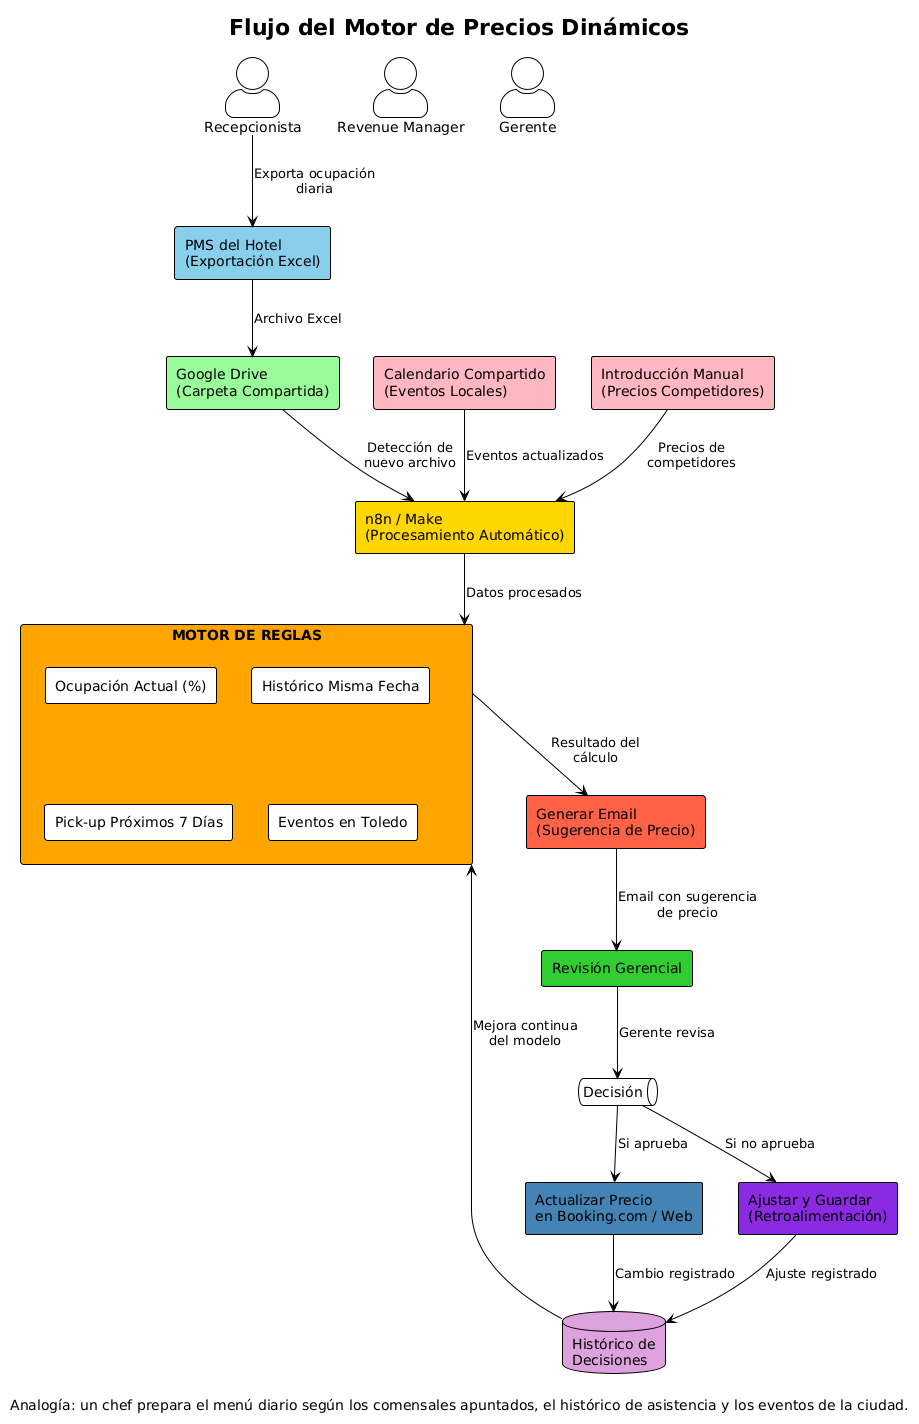 Flujo del Motor de Precios Dinámicos
Recepcionista
Revenue Manager
Gerente
Exporta ocupación
diaria
PMS del Hotel
(Exportación Excel)
Archivo Excel
Google Drive
(Carpeta Compartida)
Calendario Compartido
(Eventos Locales)
Introducción Manual
(Precios Competidores)
Detección de
nuevo archivo
Eventos actualizados
Precios de
competidores
n8n / Make
(Procesamiento Automático)
Datos procesados
MOTOR DE REGLAS
Ocupación Actual (%)
Histórico Misma Fecha
Pick-up Próximos 7 Días
Eventos en Toledo
Resultado del
cálculo
Generar Email
(Sugerencia de Precio)
Email con sugerencia
de precio
Revisión Gerencial
Mejora continua
del modelo
Gerente revisa
Decisión
Si aprueba
Si no aprueba
Actualizar Precio
en Booking.com / Web
Ajustar y Guardar
(Retroalimentación)
Cambio registrado
Ajuste registrado
Histórico de
Decisiones
Analogía: un chef prepara el menú diario según los comensales apuntados, el histórico de asistencia y los eventos de la ciudad.